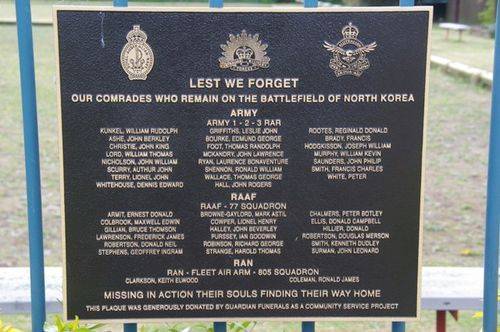 LEST WE FORGET
OUR COMRADES WHO REMAIN ON THE BATTLEFIELD OF NORTH KOREA
ARMY
ARMY 1 - 2 - 3 RAR
KUNKEL, WILLIAM RUDOLPH GRIFFITHS, LESLIE JOHN ROOTES, REGINALD DONALD
ASHE, JOHN BERKLEY BOURKE, EDMUND GEORGE BRADY, FRANCIS
CHRISTIE, JOHN KING FOOT, THOMAS RANDOLPH HODGKISSON, JOSEPH WILLIAM
LORD, WILLIAM THOMAS MCKANDRY, JOHN LAWRENCE MURPHY, WILLIAM KEVIN
NICHOLSON, JOHN WILLIAM RYAN, LAURENCE BONAVENTURE SAUNDERS, JOHN PHILIP
SCURRY, AUTHUR JOHN SHENNON, RONALD WILLIAM SMITH, FRANCIS CHARLES
TERRY, LIONEL JOHN WALLACE, THOMAS GEORGE WHITE, PETER
WHITEHOUSE, DENNIS EDWARD HALL, JOHN ROGERS
RAAF
RAAF - 77 SQUADRON
ARMIT, ERNEST DONALD BROWNE-GAYLORD, MARK ASTIL CHALMERS, PETER BOTLEY
COLBROOK, MAXWELL EDWIN COWPER, LIONEL HENRY ELLIS, DONALD CAMPBELL
GILLIAN, BRUCE THOMSON HALLEY, JOHN BEVERLEY HILLIER, DONALD
LAWRENSON, FREDERICK JAMES PURSSEY, IAN GOODWIN ROBERTSON, DOUGLAS MERSON
ROBERTSON, DONALD NEIL ROBINSON, RICHARD GEORGE SMITH, KENNETH DUDLEY
STEPHENS, GEOFFREY INGRAM STRANGE, HAROLD THOMAS SURMAN, JOHN LEONARD
RAN
RAN - FLEET AIR ARM - 805 SQUADRON
CLARKSON, KEITH ELWOOD COLEMAN, RONALD JAMES
MISSING IN ACTION THEIR SOULS FINDING THEIR WAY HOME
THIS PLAQUE WAS GENEROUSLY DONATED BY GUARDIAN FUNERALS AS A COMMUNITY SERVICE PROJECT